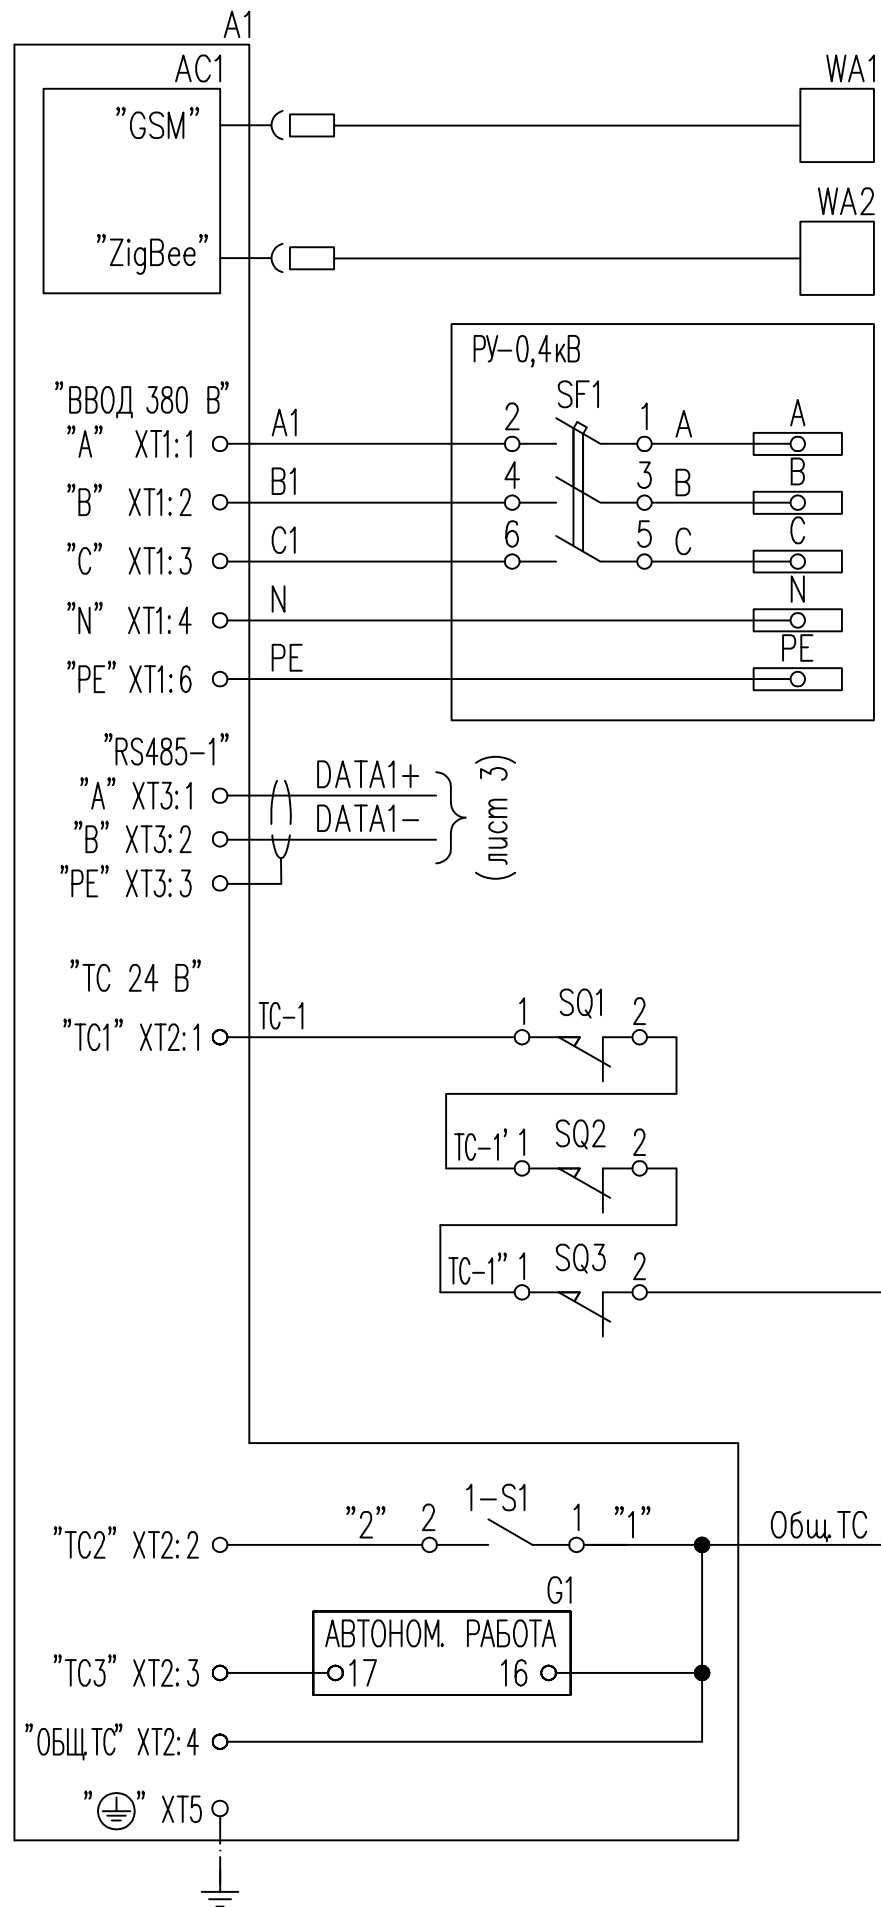 A1
AC1
WA1
"GSM"
WA2
"ZigBee"
РУ-0,4кВ
"ВВОД 380 В"
SF1
"A" XT1:1 A1 2 1 A A
"B" XT1:2 B1 4 3 B B
"C" XT1:3 C1 6 5 C C
"N" XT1:4 N N
"PE" XT1:6 PE PE
"RS485-1"
"A" XT3:1 DATA1+
"B" XT3:2 DATA1-
"PE" XT3:3
(лист 3)
"ТС 24 В"
"ТС1" XT2:1 ТС-1 1 SQ1 2
ТС-1' 1 SQ2 2
ТС-1" 1 SQ3 2
"ТС2" XT2:2 "2" 2 1-S1 1 "1" Общ.ТС
G1
АВТОНОМ. РАБОТА
"ТС3" XT2:3 17 16
"ОБЩ.ТС" XT2:4
" " XT5